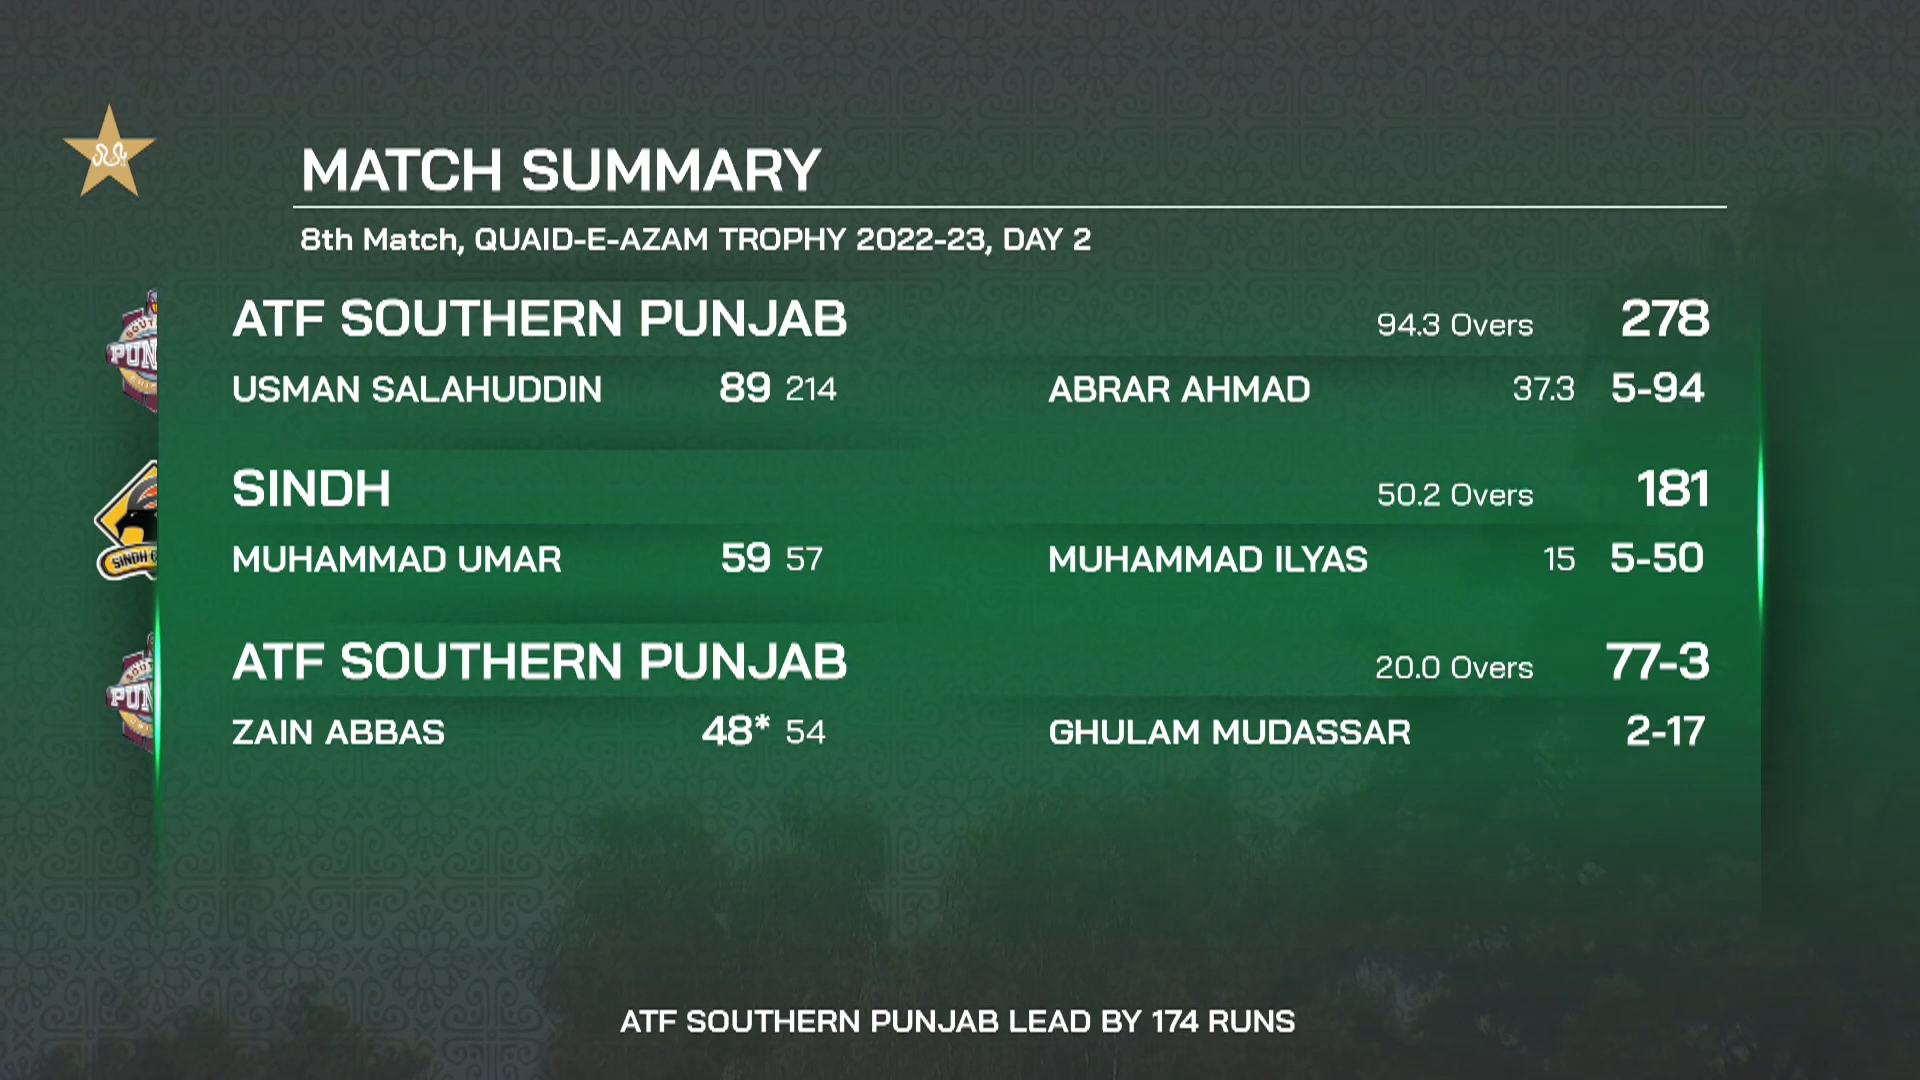 MATCH SUMMARY
8th Match, QUAID-E-AZAM TROPHY 2022-23, DAY 2
ATF SOUTHERN PUNJAB 94.3 Overs 278
USMAN SALAHUDDIN 89 214 ABRAR AHMAD 37.3 5-94
SINDH 50.2 Overs 181
MUHAMMAD UMAR 59 57 MUHAMMAD ILYAS 15 5-50
ATF SOUTHERN PUNJAB 20.0 Overs 77-3
ZAIN ABBAS 48* 54 GHULAM MUDASSAR 2-17
ATF SOUTHERN PUNJAB LEAD BY 174 RUNS